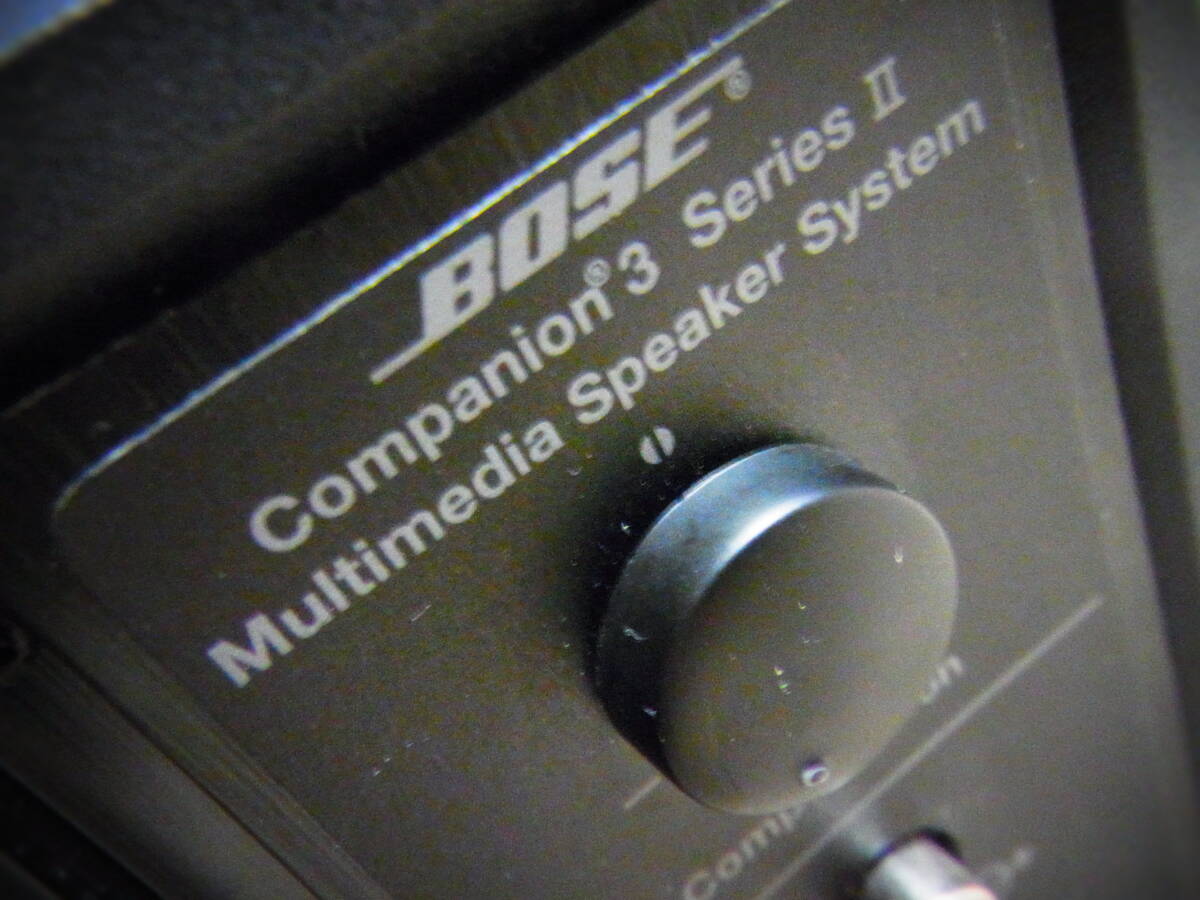 BOSE®
Companion® 3 Series II
Multimedia Speaker System